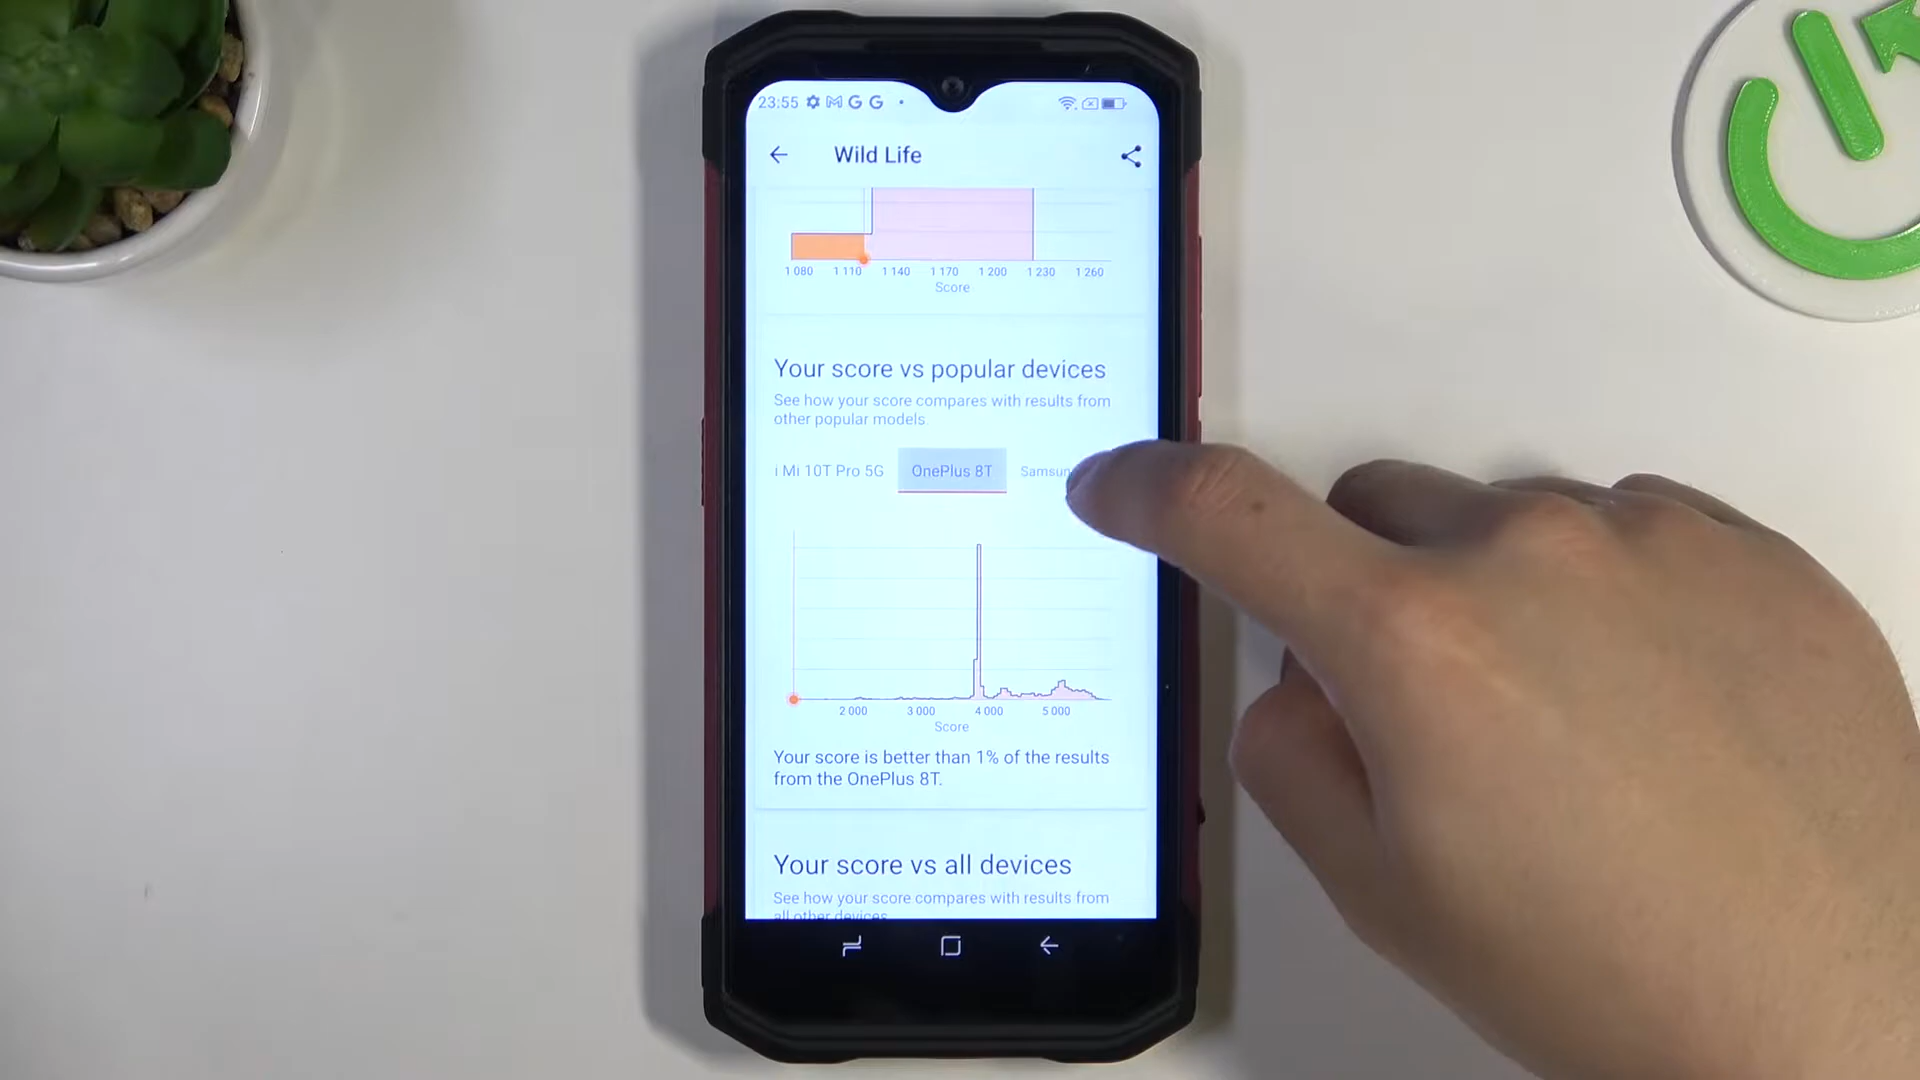 23:55
Wild Life
1 080 1 110 1 140 1 170 1 200 1 230 1 260
Score
Your score vs popular devices
See how your score compares with results from
other popular models
i Mi 10T Pro 5G OnePlus 8T Samsun
2 000 3 000 4 000 5 000
Score
Your score is better than 1% of the results
from the OnePlus 8T.
Your score vs all devices
See how your score compares with results from
all other devices